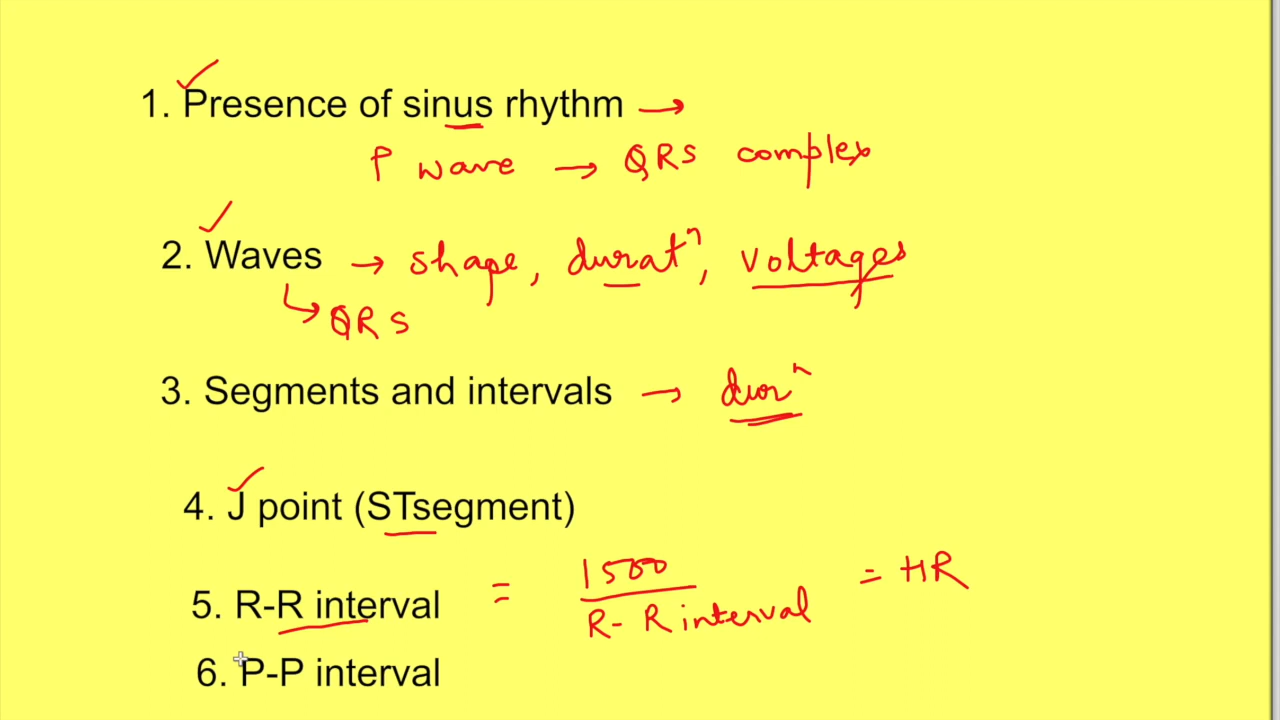 1. Presence of sinus rhythm →
P wave → QRS complex
2. Waves → shape, duratⁿ, voltages
↳ QRS
3. Segments and intervals → durⁿ
4. J point (STsegment)
5. R-R interval = 1500 / R-R interval = HR
6. P-P interval